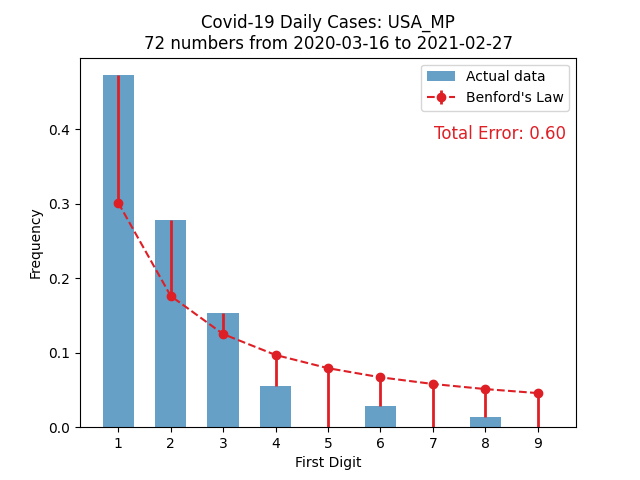 Covid-19 Daily Cases: USA_MP
72 numbers from 2020-03-16 to 2021-02-27
Actual data
Benford's Law
Total Error: 0.60
Frequency
0.4
0.3
0.2
0.1
0.0
1 2 3 4 5 6 7 8 9
First Digit